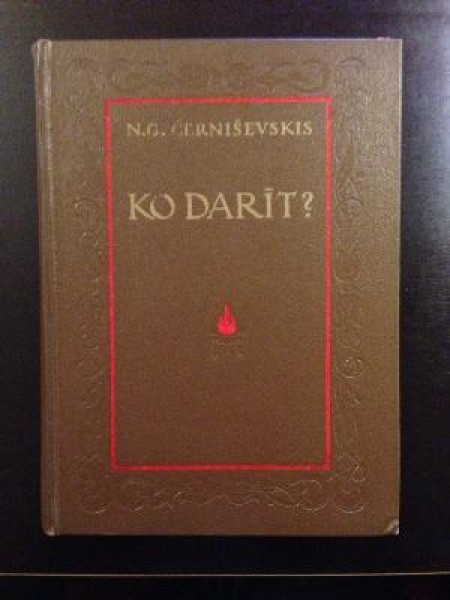 N.G. ČERNIŠEVSKIS
KO DARĪT?